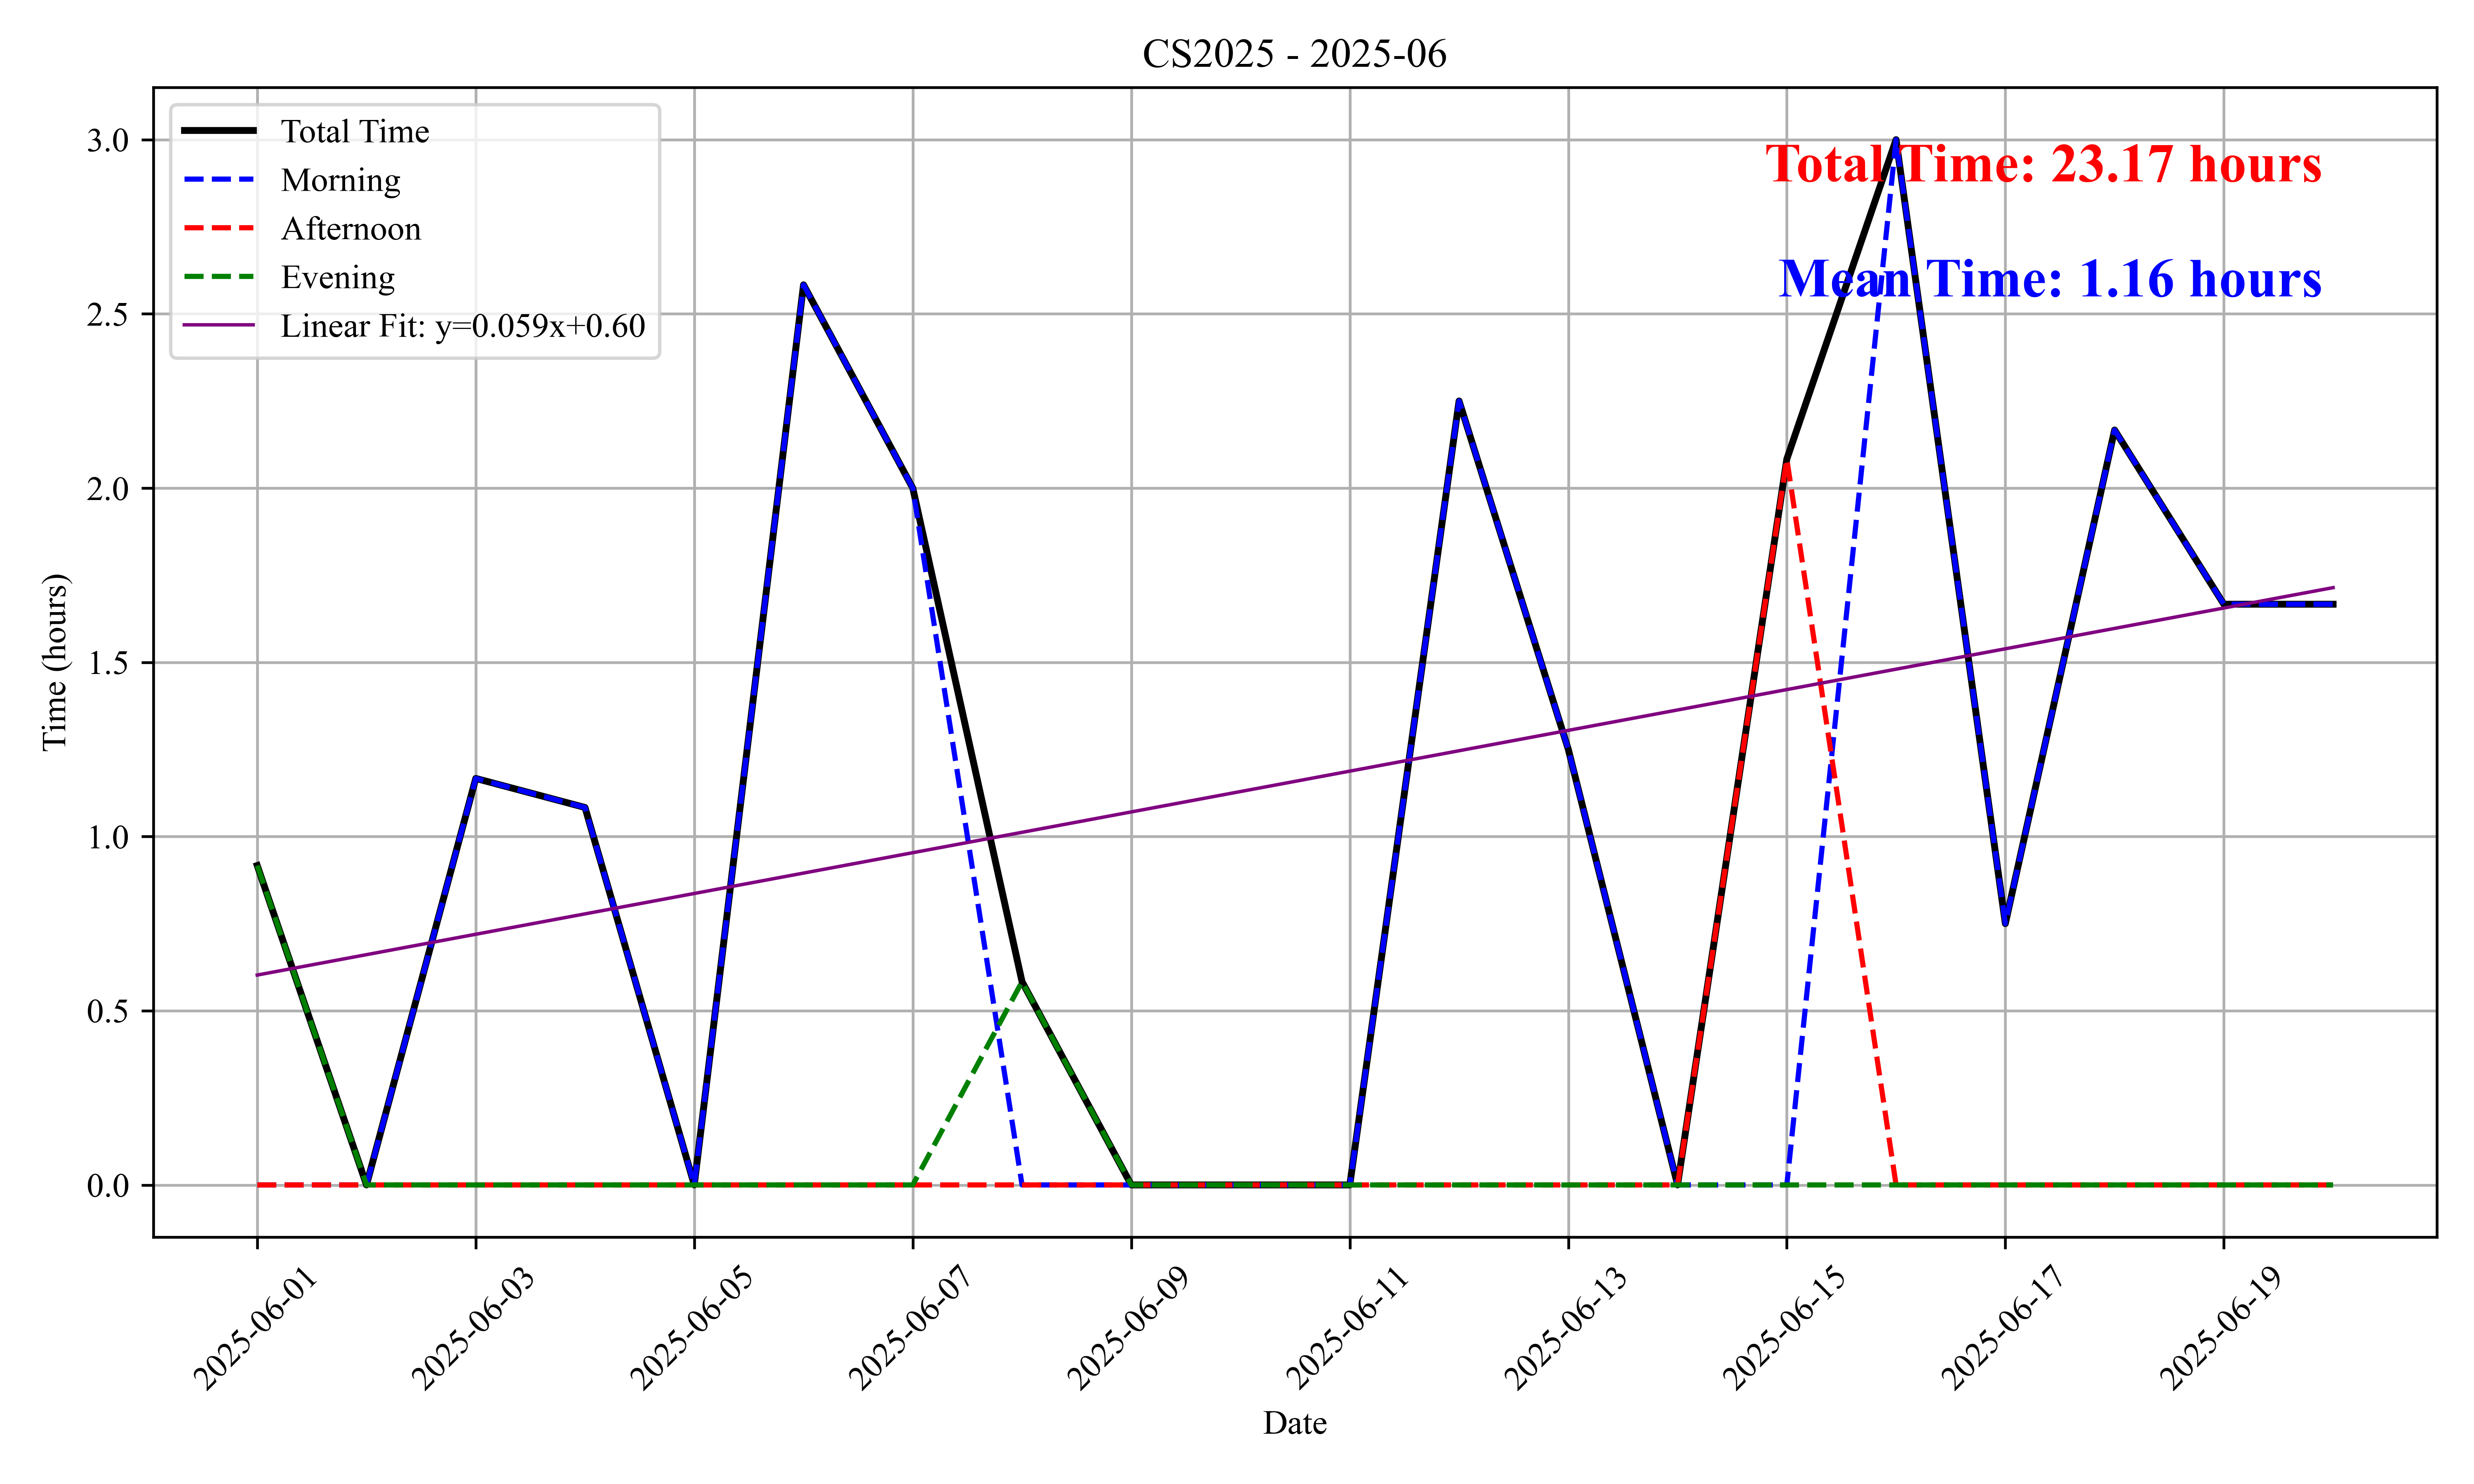 CS2025 - 2025-06
Total Time
Morning
Afternoon
Evening
Linear Fit: y=0.059x+0.60
Total Time: 23.17 hours
Mean Time: 1.16 hours
Time (hours)
3.0
2.5
2.0
1.5
1.0
0.5
0.0
2025-06-01
2025-06-03
2025-06-05
2025-06-07
2025-06-09
2025-06-11
2025-06-13
2025-06-15
2025-06-17
2025-06-19
Date